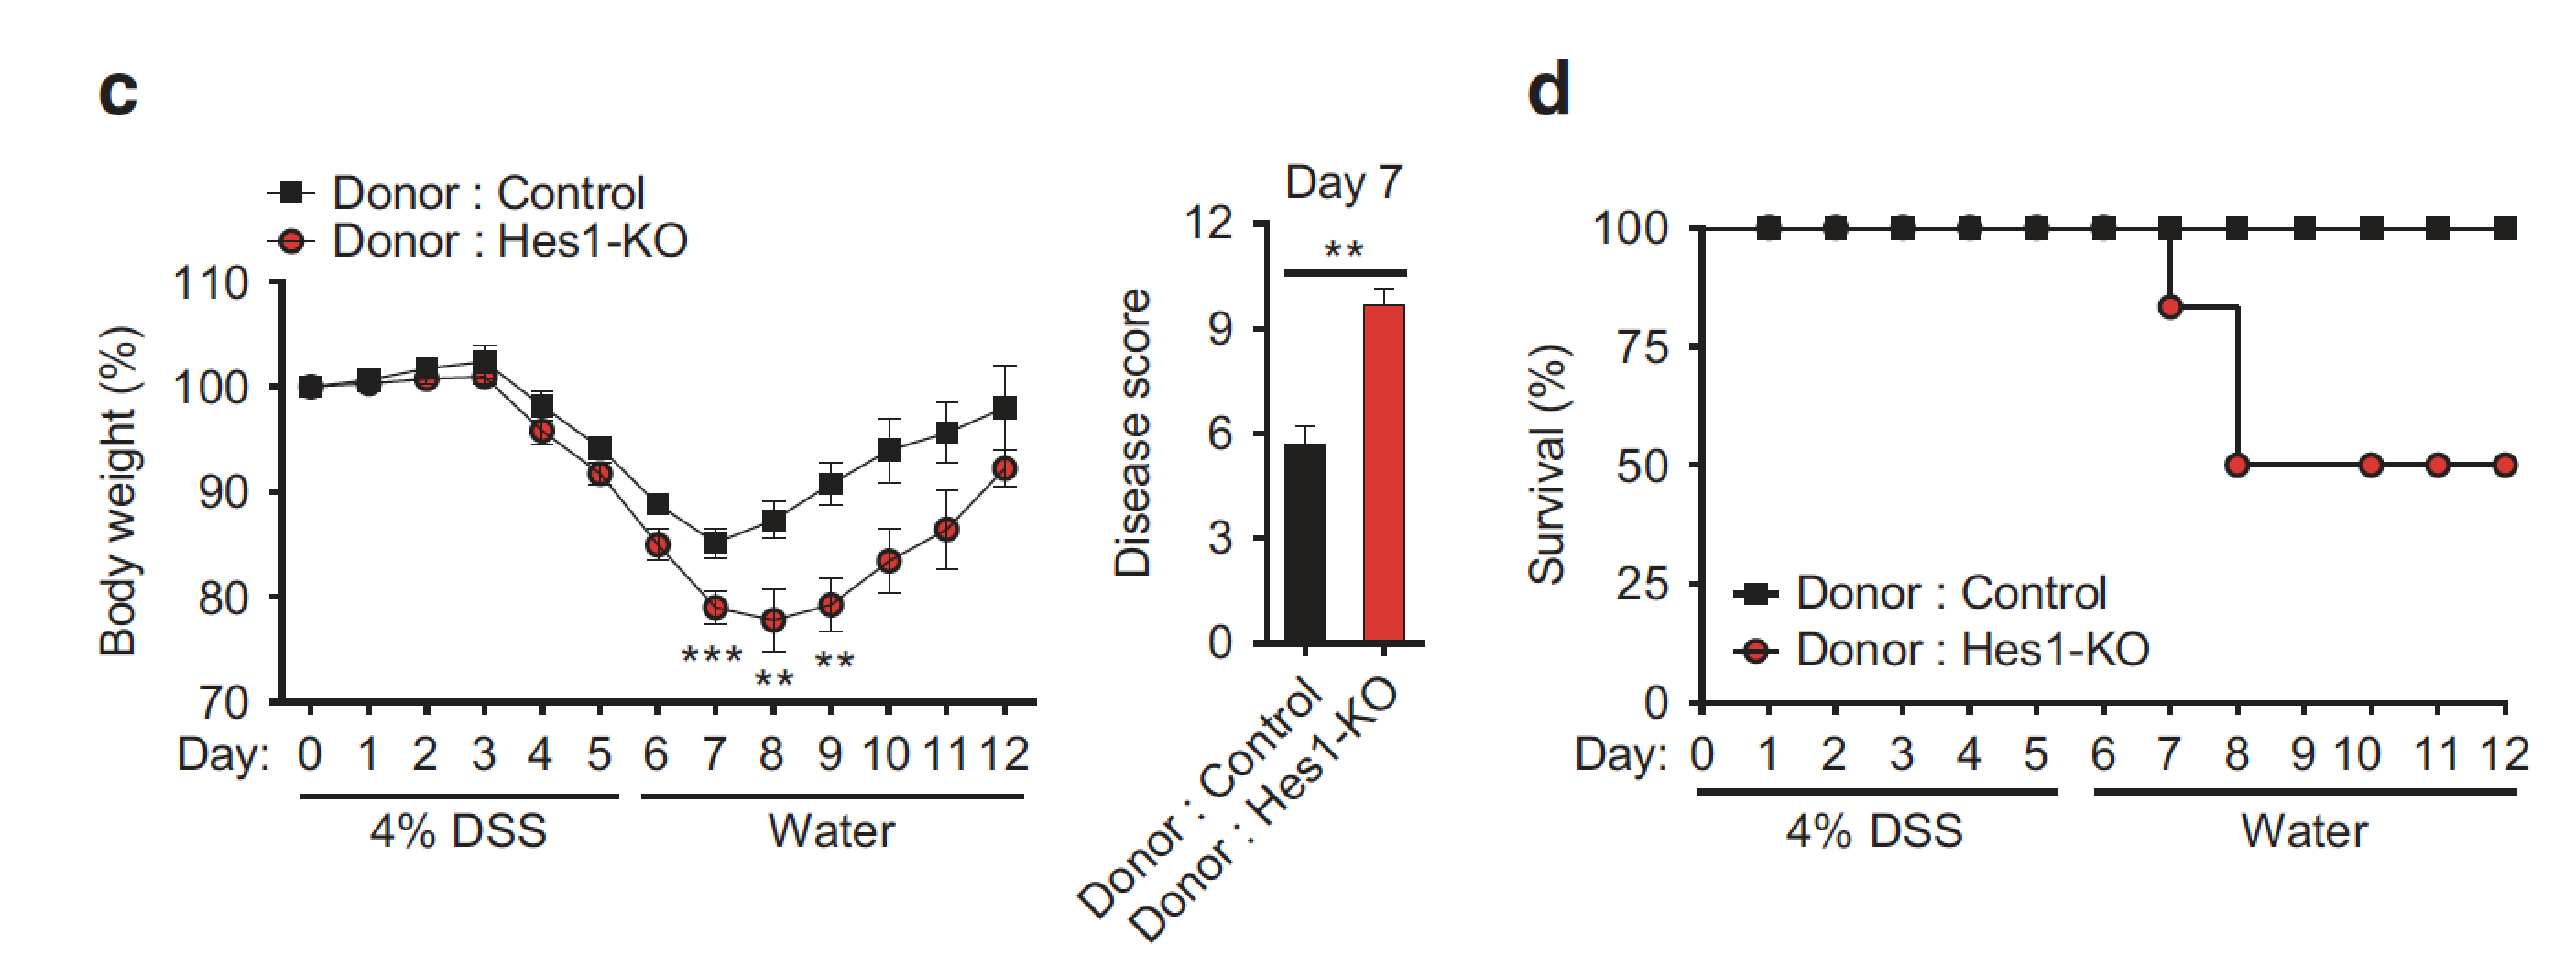 c
Donor : Control
Donor : Hes1-KO
Body weight (%)
110
100
90
80
70
***
**
**
Day: 0 1 2 3 4 5 6 7 8 9 10 11 12
4% DSS Water
Day 7
Disease score
12
9
6
3
0
**
Donor : Control
Donor : Hes1-KO
d
Survival (%)
100
75
50
25
0
Donor : Control
Donor : Hes1-KO
Day: 0 1 2 3 4 5 6 7 8 9 10 11 12
4% DSS Water